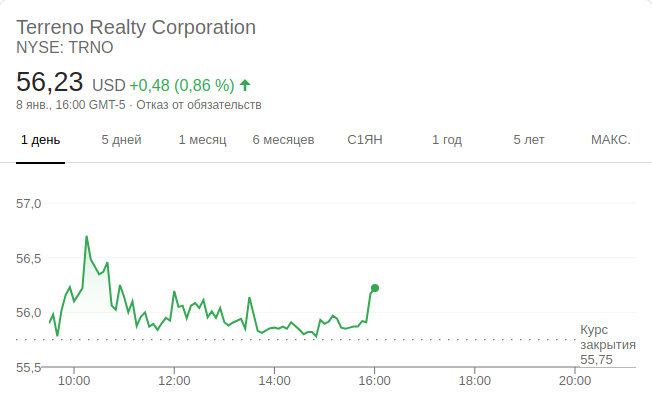 Terreno Realty Corporation
NYSE: TRNO
56,23 USD +0,48 (0,86 %)
8 янв., 16:00 GMT-5 · Отказ от обязательств
1 день 5 дней 1 месяц 6 месяцев С1ЯН 1 год 5 лет МАКС.
57,0
56,5
56,0
55,5
Курс
закрытия
55,75
10:00 12:00 14:00 16:00 18:00 20:00